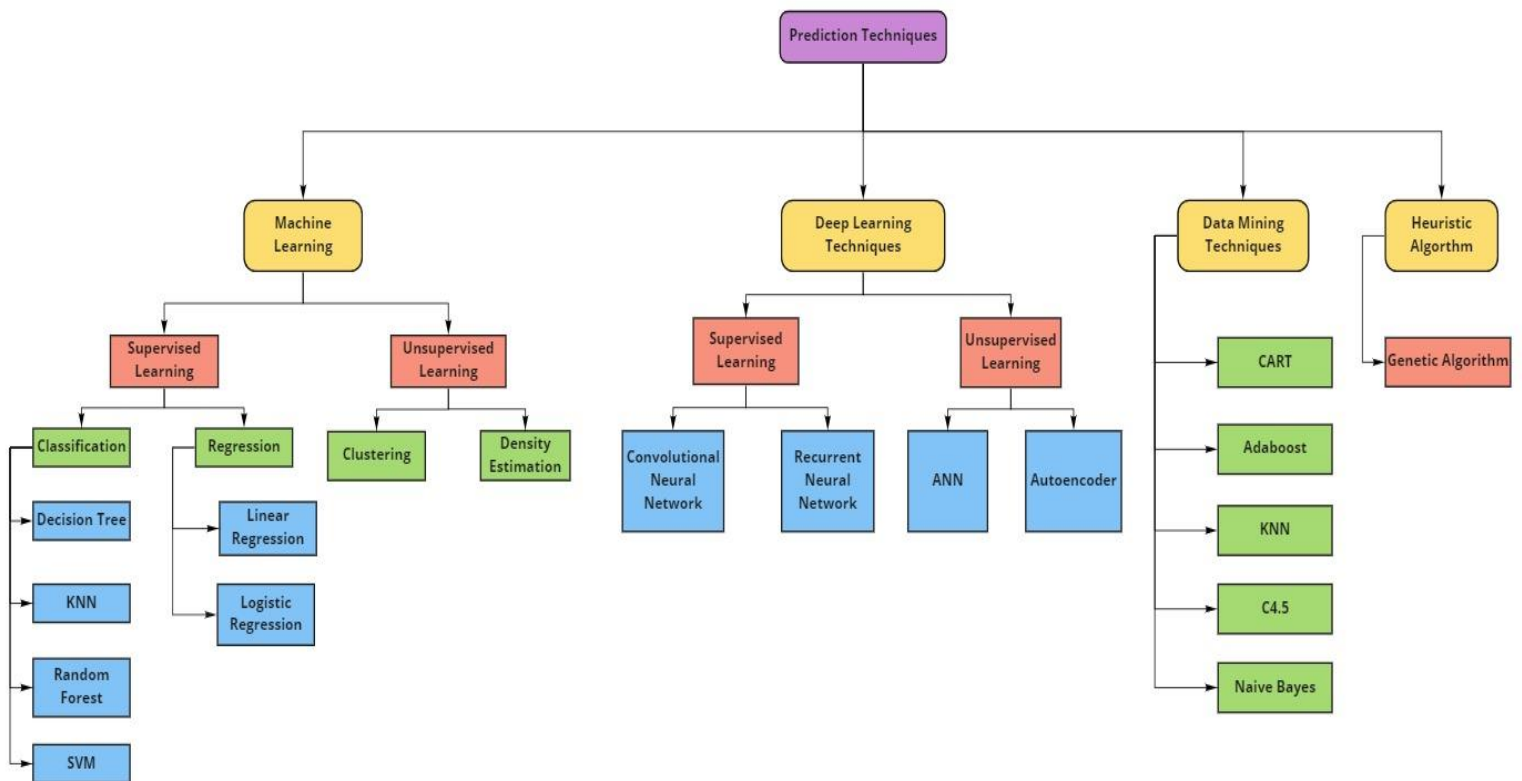 Prediction Techniques
Machine
Learning
Deep Learning
Techniques
Data Mining
Techniques
Heuristic
Algorthm
Supervised
Learning
Unsupervised
Learning
Supervised
Learning
Unsupervised
Learning
CART
Genetic Algorithm
Classification
Regression
Clustering
Density
Estimation
Convolutional
Neural
Network
Recurrent
Neural
Network
ANN
Autoencoder
Adaboost
Decision Tree
Linear
Regression
KNN
KNN
Logistic
Regression
C4.5
Random
Forest
Naive Bayes
SVM